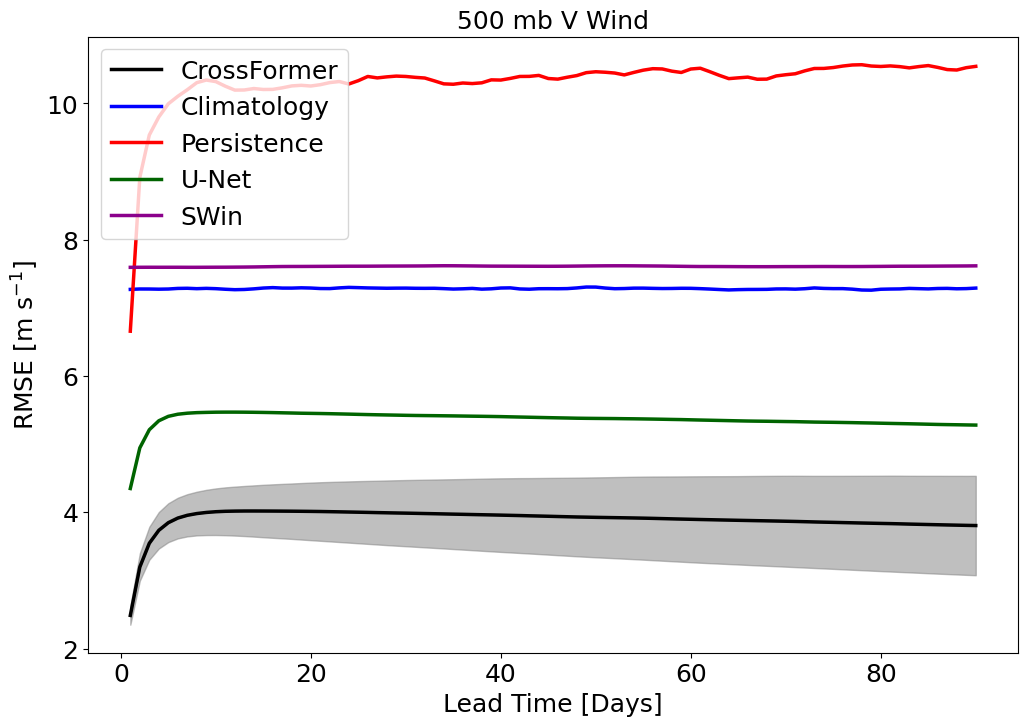 500 mb V Wind
CrossFormer
Climatology
Persistence
U-Net
SWin
RMSE [m s⁻¹]
10
8
6
4
2
0 20 40 60 80
Lead Time [Days]